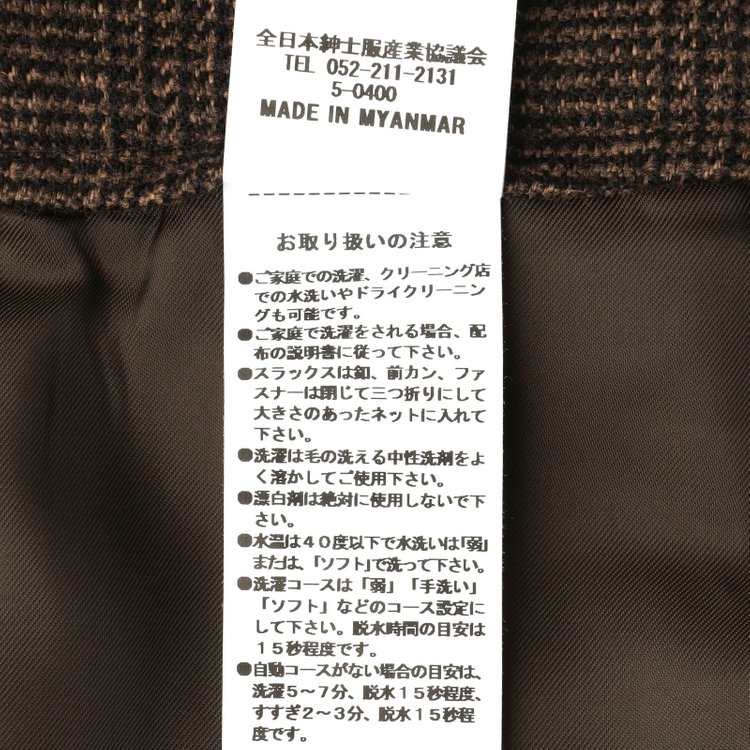 全日本紳士服産業協議会
TEL 052-211-2131
5-0400
MADE IN MYANMAR
お取り扱いの注意
●ご家庭での洗濯、クリーニング店
での水洗いやドライクリーニン
グも可能です。
●ご家庭で洗濯をされる場合、配
布の説明書に従って下さい。
●スラックスは釦、前カン、ファ
スナーは閉じて三つ折りにして
大きさのあったネットに入れて
下さい。
●洗濯は毛の洗える中性洗剤をよ
く溶かしてご使用下さい。
●漂白剤は絶対に使用しないで下
さい。
●水温は40度以下で水洗いは「弱」
または、「ソフト」で洗って下さい。
●洗濯コースは「弱」「手洗い」
「ソフト」などのコース設定に
して下さい。脱水時間の目安は
15秒程度です。
●自動コースがない場合の目安は、
洗濯5～7分、脱水15秒程度、
すすぎ2～3分、脱水15秒程度
です。